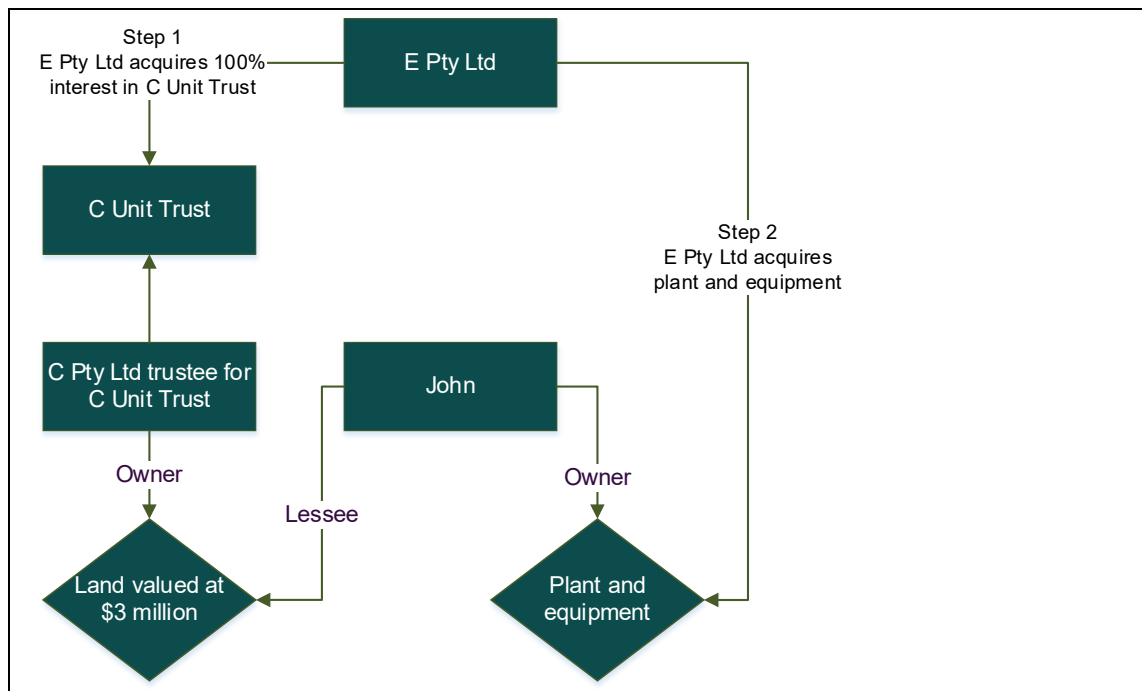 Step 1
E Pty Ltd acquires 100%
interest in C Unit Trust
E Pty Ltd
C Unit Trust
Step 2
E Pty Ltd acquires
plant and equipment
C Pty Ltd trustee for
C Unit Trust
John
Owner
Lessee
Owner
Land valued at
$3 million
Plant and
equipment